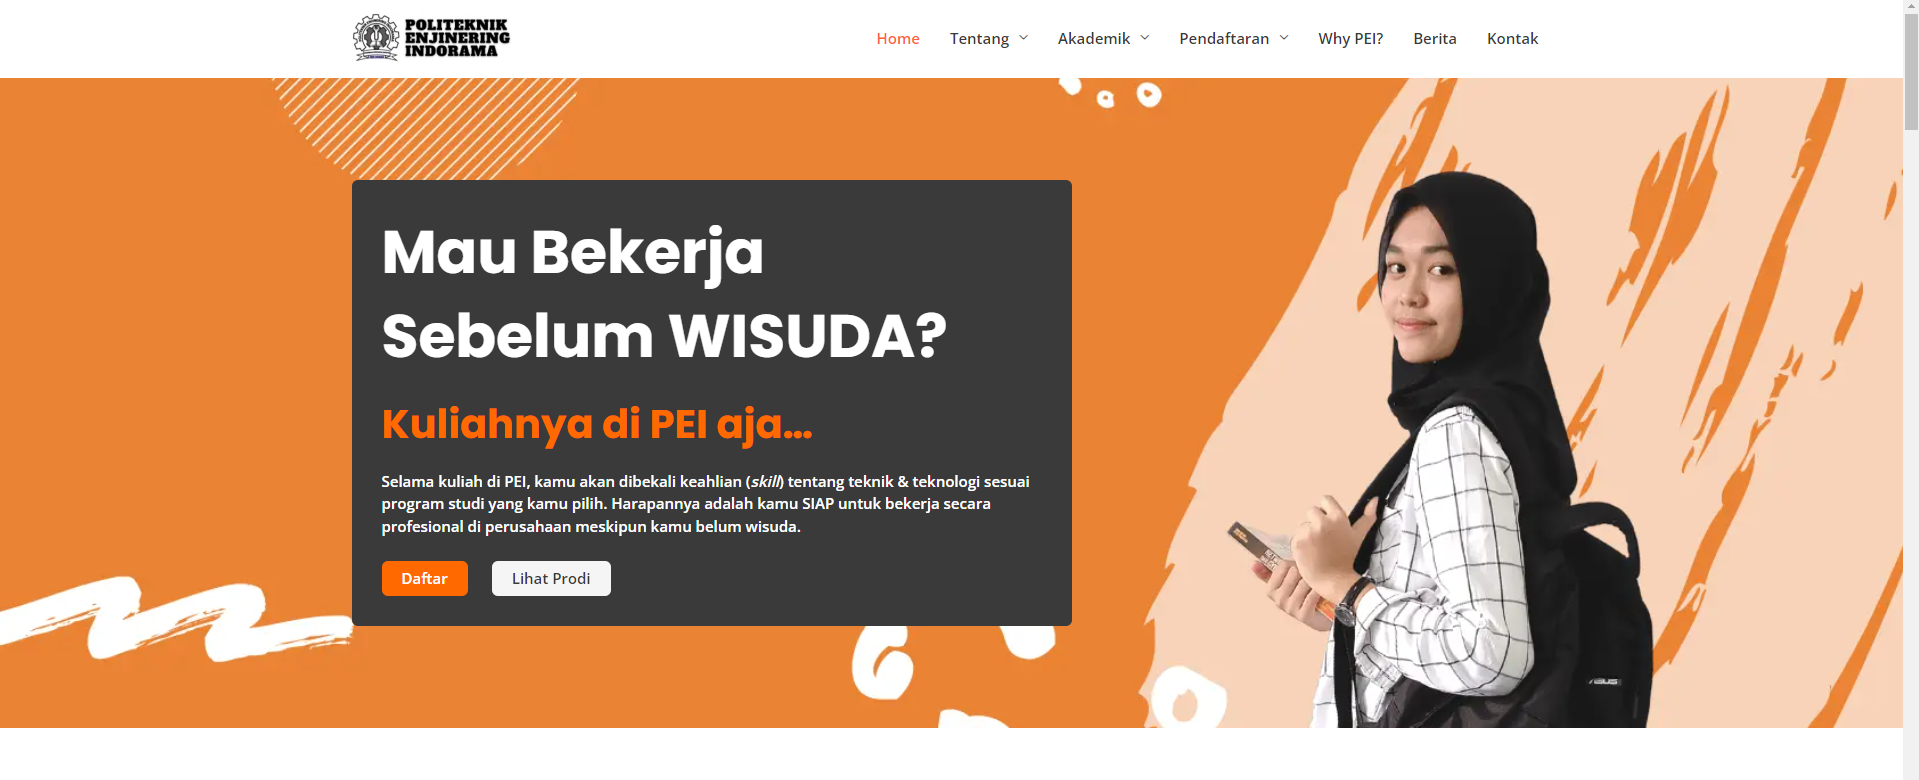 POLITEKNIK
ENJINERING
INDORAMA
Home Tentang Akademik Pendaftaran Why PEI? Berita Kontak
Mau Bekerja
Sebelum WISUDA?
Kuliahnya di PEI aja...
Selama kuliah di PEI, kamu akan dibekali keahlian (skill) tentang teknik & teknologi sesuai
program studi yang kamu pilih. Harapannya adalah kamu SIAP untuk bekerja secara
profesional di perusahaan meskipun kamu belum wisuda.
Daftar Lihat Prodi
ASUS